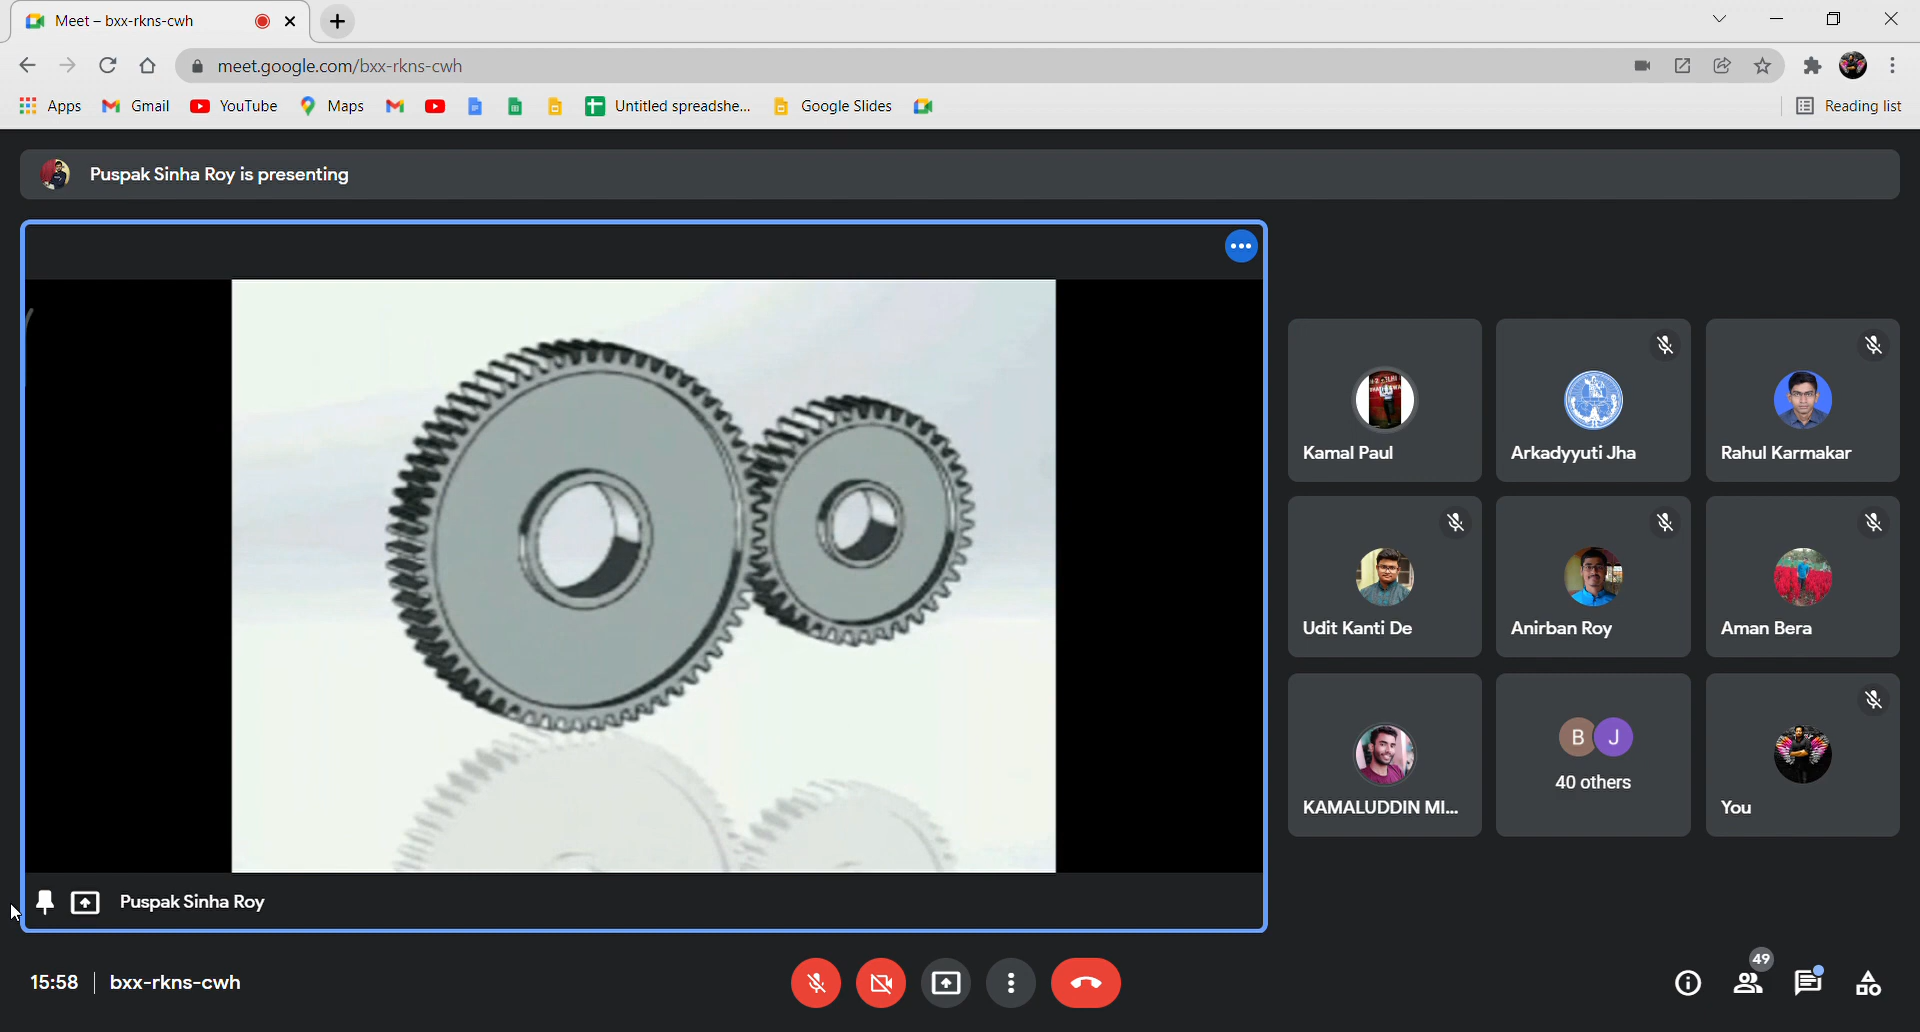 Meet – bxx-rkns-cwh
meet.google.com/bxx-rkns-cwh
Apps Gmail YouTube Maps Untitled spreadshe... Google Slides Reading list
Puspak Sinha Roy is presenting
Kamal Paul Arkadyyuti Jha Rahul Karmakar
Udit Kanti De Anirban Roy Aman Bera
B J
40 others
KAMALUDDIN MI... You
Puspak Sinha Roy
15:58 bxx-rkns-cwh
49